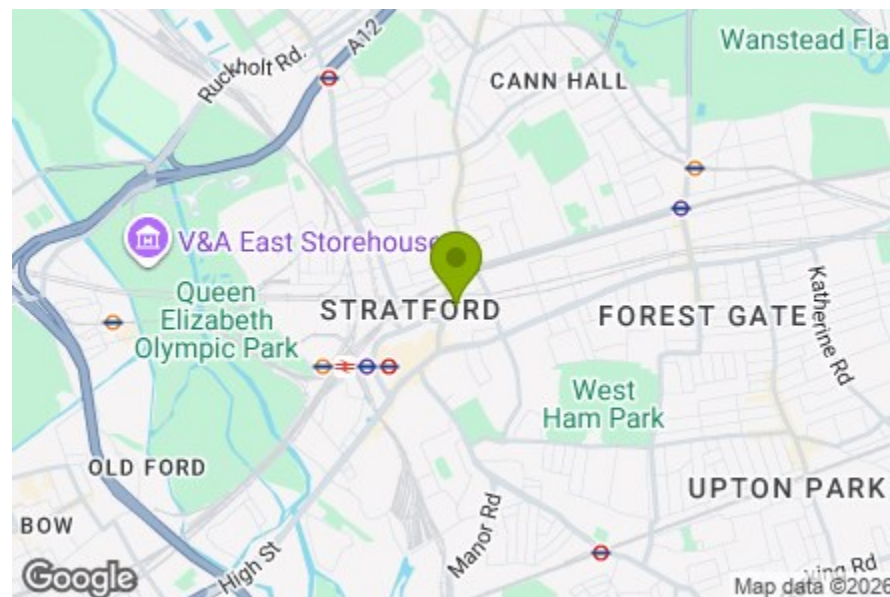 Wanstead Fla
A12
Ruckholt Rd.
CANN HALL
V&A East Storehouse
Queen
Elizabeth
Olympic Park
STRATFORD
FOREST GATE
Katherine Rd
West
Ham Park
OLD FORD
UPTON PARK
BOW
Manor Rd
High St
Google
Map data ©2026